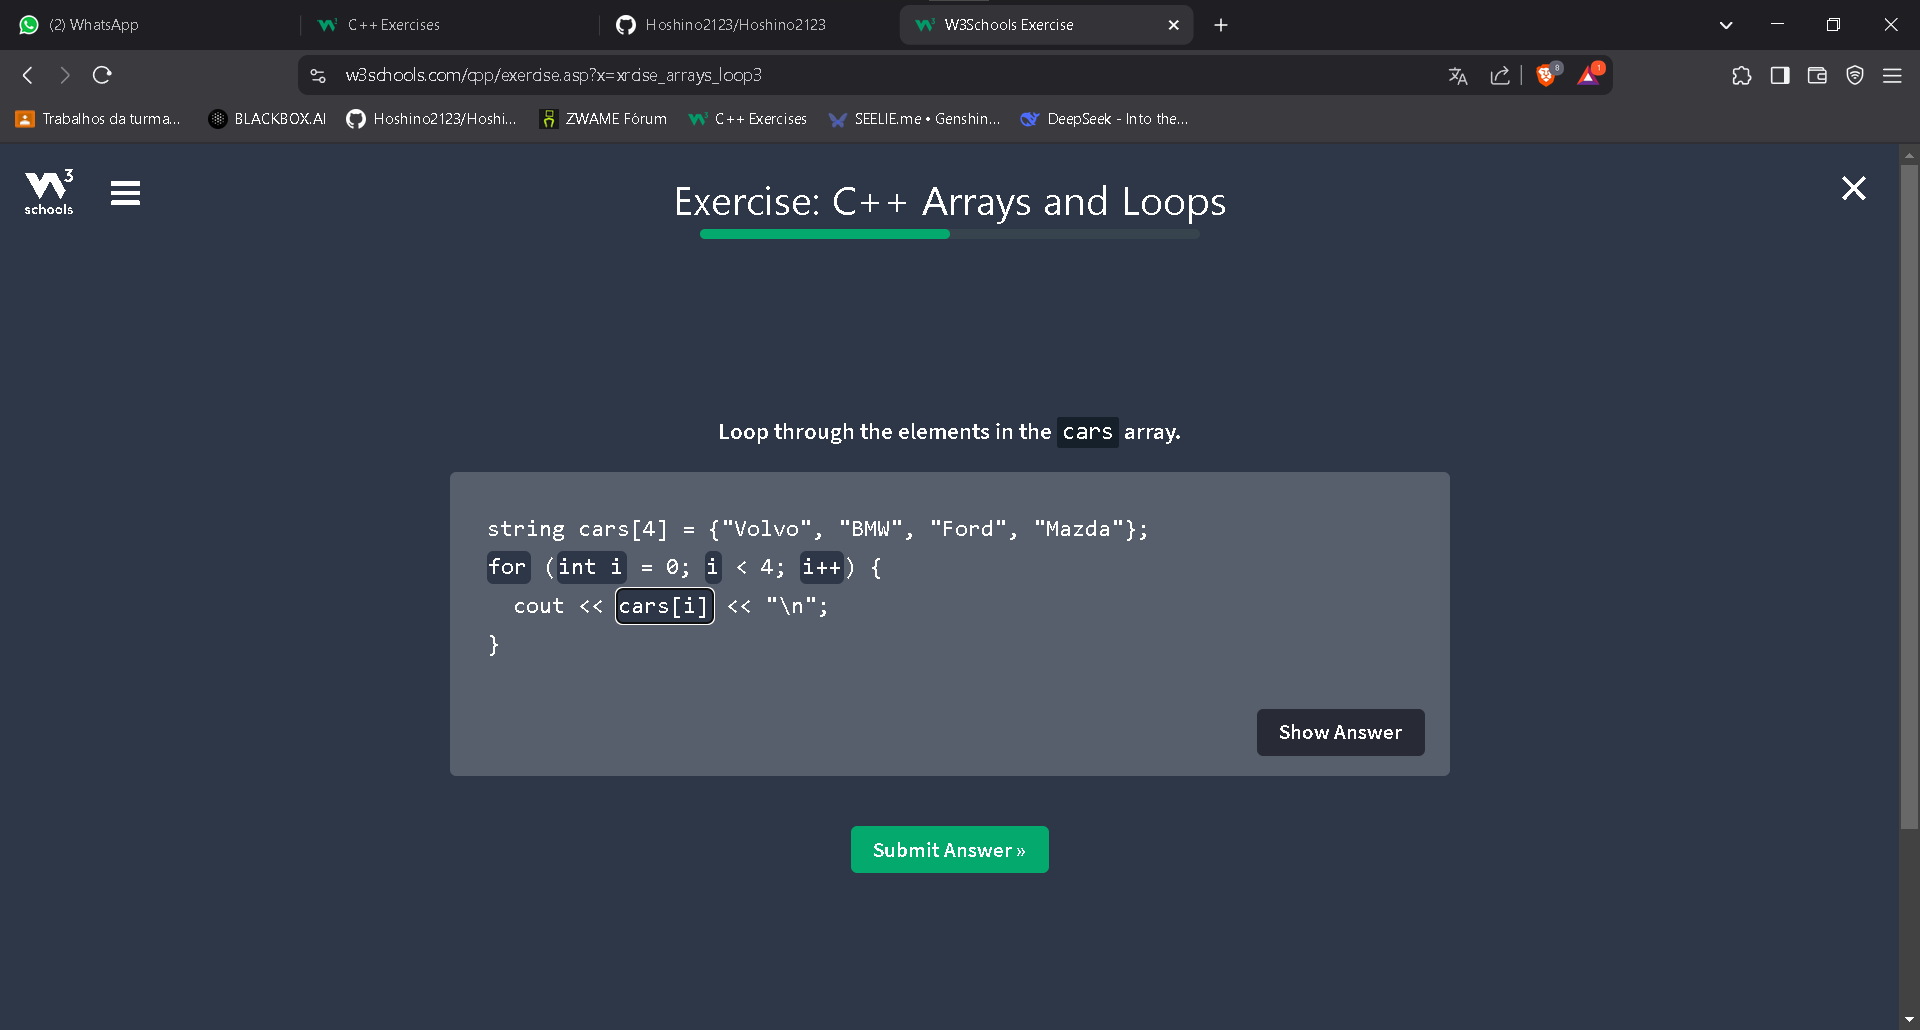 (2) WhatsApp
C++ Exercises
Hoshino2123/Hoshino2123
W3Schools Exercise
w3schools.com/cpp/exercise.asp?x=xrcise_arrays_loop3
8
1
Trabalhos da turma...
BLACKBOX.AI
Hoshino2123/Hoshi...
ZWAME Fórum
C++ Exercises
SEELIE.me • Genshin...
DeepSeek - Into the...
3
schools
Exercise: C++ Arrays and Loops
Loop through the elements in the cars array.
string cars[4] = {"Volvo", "BMW", "Ford", "Mazda"};
for (int i = 0; i < 4; i++) {
cout << cars[i] << "\n";
}
Show Answer
Submit Answer »